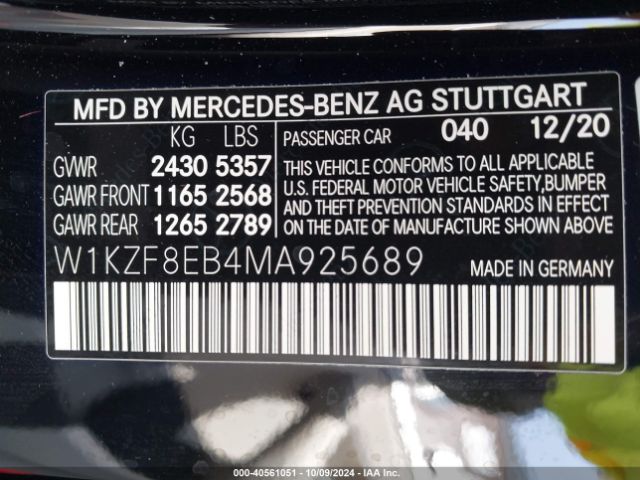 MFD BY MERCEDES-BENZ AG STUTTGART
KG LBS
GVWR 2430 5357
GAWR FRONT 1165 2568
GAWR REAR 1265 2789
PASSENGER CAR 040 12/20
THIS VEHICLE CONFORMS TO ALL APPLICABLE
U.S. FEDERAL MOTOR VEHICLE SAFETY,BUMPER
AND THEFT PREVENTION STANDARDS IN EFFECT
ON THE DATE OF MANUFACTURE SHOWN ABOVE.
W1KZF8EB4MA925689
MADE IN GERMANY
000-40561051 - 10/09/2024 - IAA Inc.